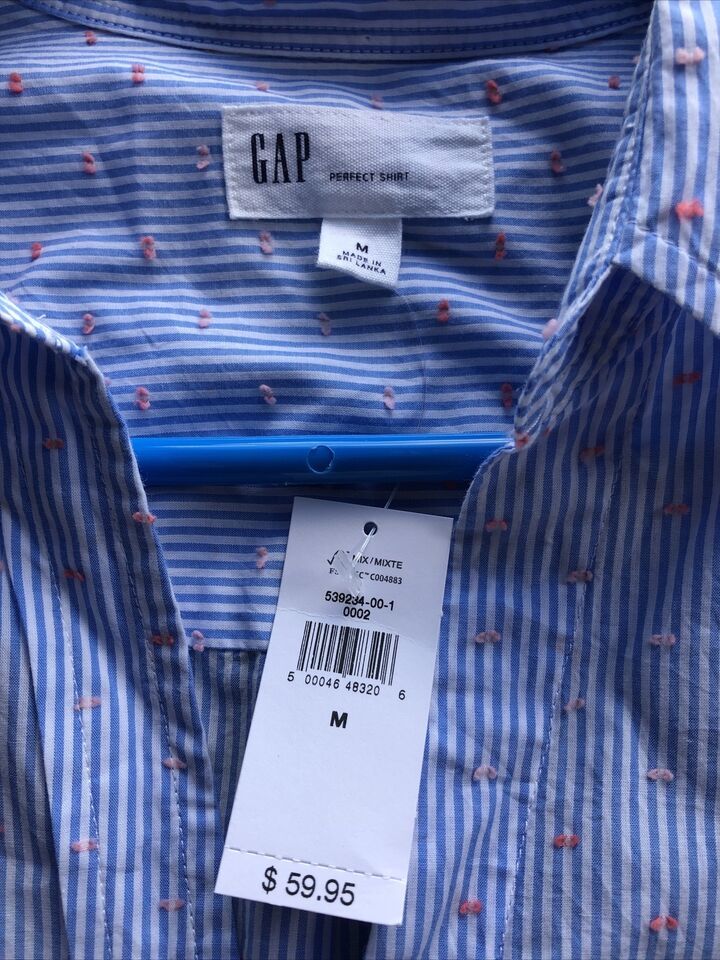 GAP PERFECT SHIRT
M
MADE IN
SRI LANKA
MIX / MIXTE
C004883
539234-00-1
0002
5 00046 48320 6
M
$ 59.95